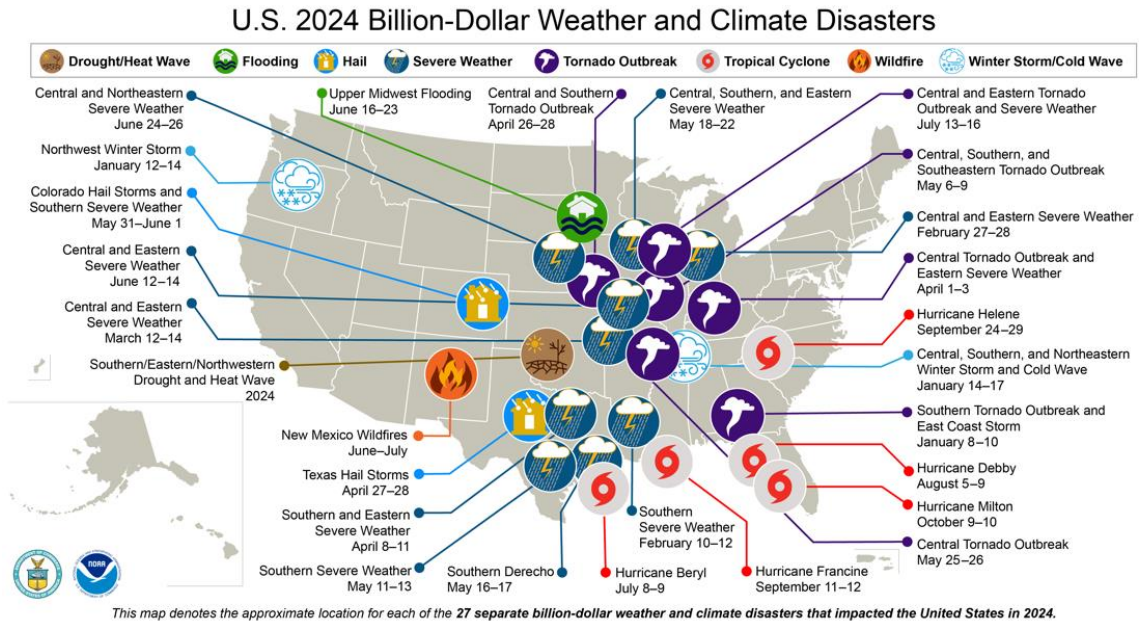 U.S. 2024 Billion-Dollar Weather and Climate Disasters
Drought/Heat Wave
Flooding
Hail
Severe Weather
Tornado Outbreak
Tropical Cyclone
Wildfire
Winter Storm/Cold Wave
Central and Northeastern
Severe Weather
June 24–26
Northwest Winter Storm
January 12–14
Colorado Hail Storms and
Southern Severe Weather
May 31–June 1
Central and Eastern
Severe Weather
June 12–14
Central and Eastern
Severe Weather
March 12–14
Southern/Eastern/Northwestern
Drought and Heat Wave
2024
Upper Midwest Flooding
June 16–23
Central and Southern
Tornado Outbreak
April 26–28
Central, Southern, and Eastern
Severe Weather
May 18–22
Central and Eastern Tornado
Outbreak and Severe Weather
July 13–16
Central, Southern, and
Southeastern Tornado Outbreak
May 6–9
Central and Eastern Severe Weather
February 27–28
Central Tornado Outbreak and
Eastern Severe Weather
April 1–3
Hurricane Helene
September 24–29
Central, Southern, and Northeastern
Winter Storm and Cold Wave
January 14–17
Southern Tornado Outbreak and
East Coast Storm
January 8–10
Hurricane Debby
August 5–9
Hurricane Milton
October 9–10
Central Tornado Outbreak
May 25–26
New Mexico Wildfires
June–July
Texas Hail Storms
April 27–28
Southern and Eastern
Severe Weather
April 8–11
Southern Severe Weather
May 11–13
Southern Derecho
May 16–17
Hurricane Beryl
July 8–9
Southern
Severe Weather
February 10–12
Hurricane Francine
September 11–12
NOAA
This map denotes the approximate location for each of the 27 separate billion-dollar weather and climate disasters that impacted the United States in 2024.